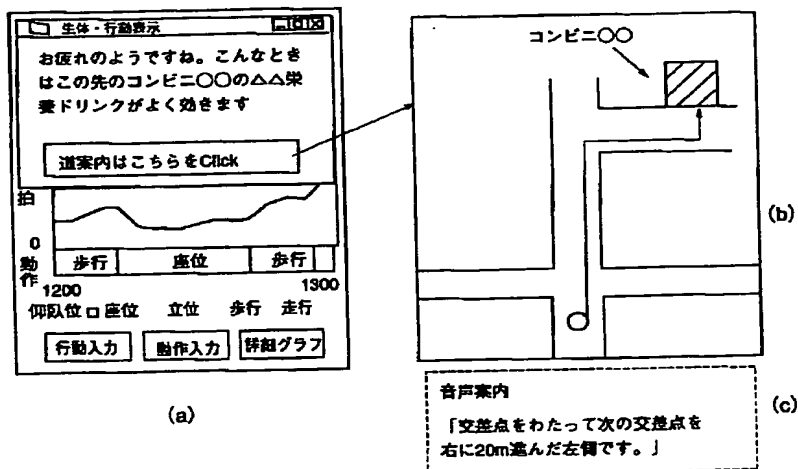 生体・行動表示
お疲れのようですね。こんなとき
はこの先のコンビニ〇〇の△△栄
養ドリンクがよく効きます
道案内はこちらをClick
拍
0
動作
歩行 座位 歩行
1200 1300
仰臥位 座位 立位 歩行 走行
行動入力 動作入力 詳細グラフ
(a)
コンビニ〇〇
(b)
音声案内
「交差点をわたって次の交差点を
右に20m進んだ左側です。」
(c)